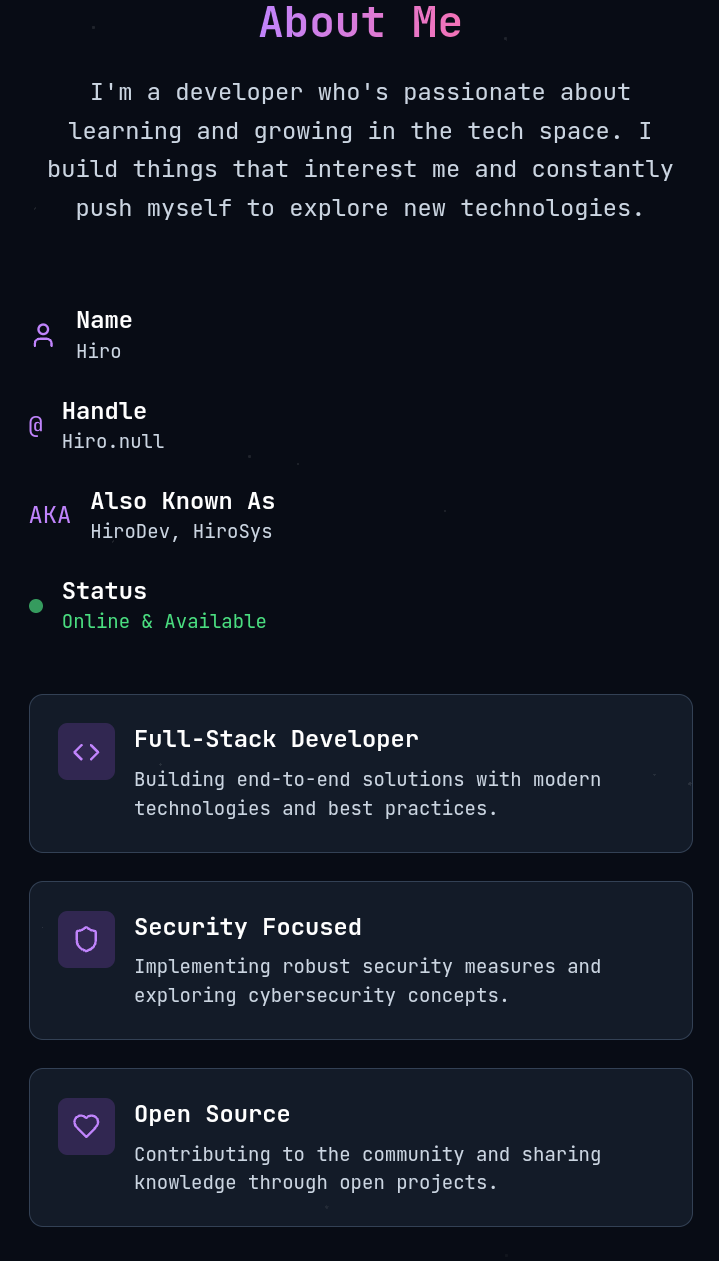 About Me
I'm a developer who's passionate about
learning and growing in the tech space. I
build things that interest me and constantly
push myself to explore new technologies.
Name
Hiro
@ Handle
Hiro.null
AKA Also Known As
HiroDev, HiroSys
Status
Online & Available
Full-Stack Developer
Building end-to-end solutions with modern
technologies and best practices.
Security Focused
Implementing robust security measures and
exploring cybersecurity concepts.
Open Source
Contributing to the community and sharing
knowledge through open projects.